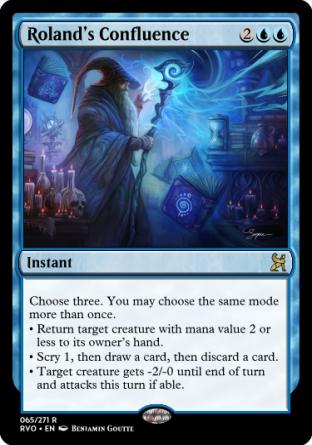 Roland's Confluence 2
Instant
Choose three. You may choose the same mode
more than once.
• Return target creature with mana value 2 or
less to its owner's hand.
• Scry 1, then draw a card, then discard a card.
• Target creature gets -2/-0 until end of turn
and attacks this turn if able.
065/271 R
RVO • EN Benjamin Goutte